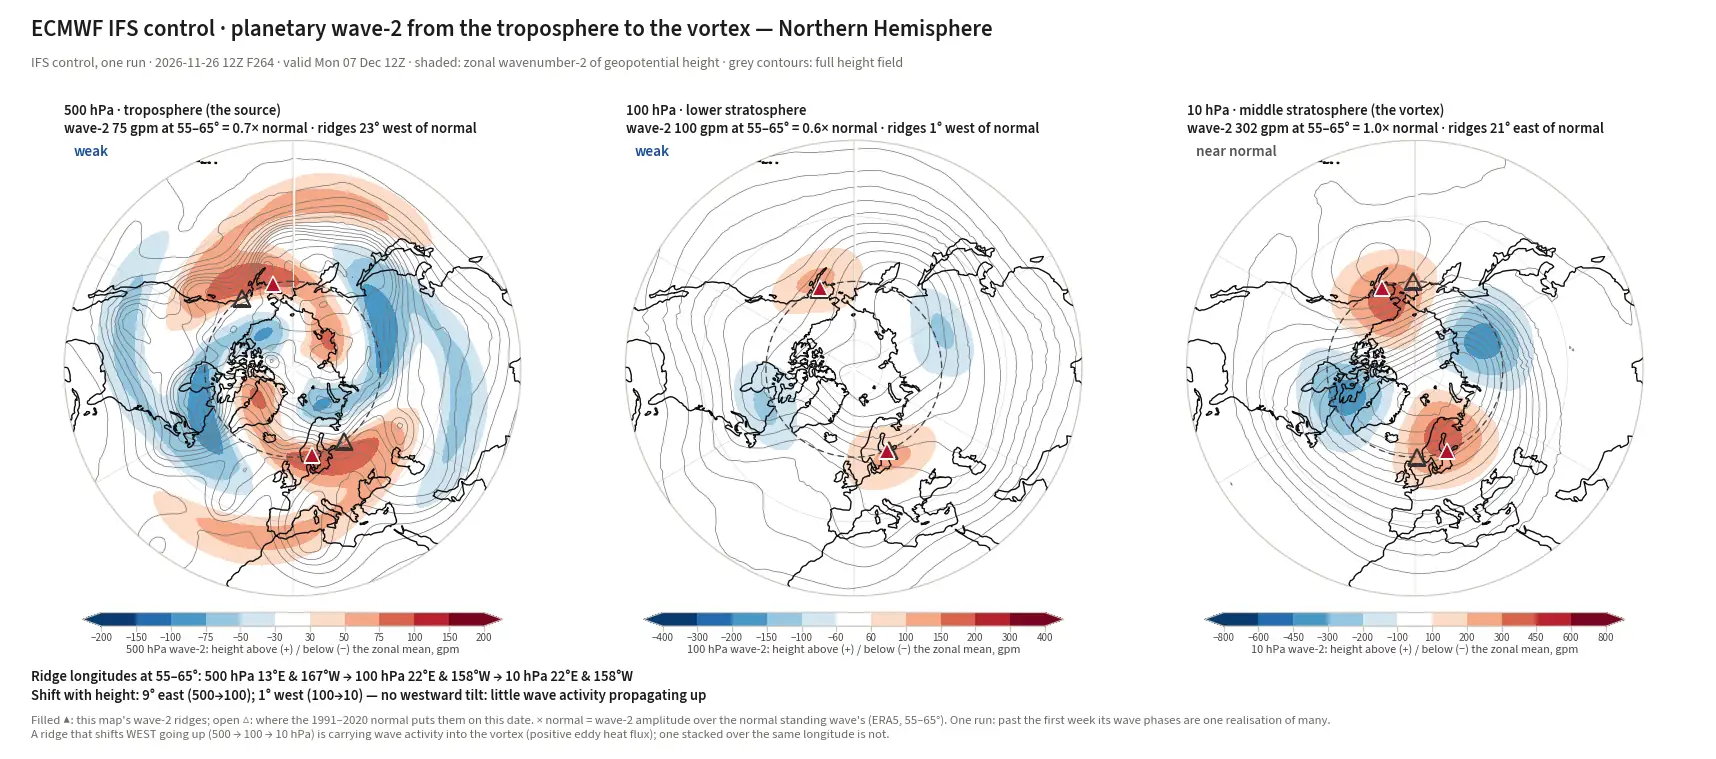 ECMWF IFS control · planetary wave-2 from the troposphere to the vortex — Northern Hemisphere
IFS control, one run · 2026-11-26 12Z F264 · valid Mon 07 Dec 12Z · shaded: zonal wavenumber-2 of geopotential height · grey contours: full height field
500 hPa · troposphere (the source)
wave-2 75 gpm at 55–65° = 0.7× normal · ridges 23° west of normal
weak
100 hPa · lower stratosphere
wave-2 100 gpm at 55–65° = 0.6× normal · ridges 1° west of normal
weak
10 hPa · middle stratosphere (the vortex)
wave-2 302 gpm at 55–65° = 1.0× normal · ridges 21° east of normal
near normal
−200 −150 −100 −75 −50 −30 30 50 75 100 150 200
500 hPa wave-2: height above (+) / below (−) the zonal mean, gpm
−400 −300 −200 −150 −100 −60 60 100 150 200 300 400
100 hPa wave-2: height above (+) / below (−) the zonal mean, gpm
−800 −600 −450 −300 −200 −100 100 200 300 450 600 800
10 hPa wave-2: height above (+) / below (−) the zonal mean, gpm
Ridge longitudes at 55–65°: 500 hPa 13°E & 167°W → 100 hPa 22°E & 158°W → 10 hPa 22°E & 158°W
Shift with height: 9° east (500→100); 1° west (100→10) — no westward tilt: little wave activity propagating up
Filled ▲: this map's wave-2 ridges; open △: where the 1991–2020 normal puts them on this date. × normal = wave-2 amplitude over the normal standing wave's (ERA5, 55–65°). One run: past the first week its wave phases are one realisation of many.
A ridge that shifts WEST going up (500 → 100 → 10 hPa) is carrying wave activity into the vortex (positive eddy heat flux); one stacked over the same longitude is not.